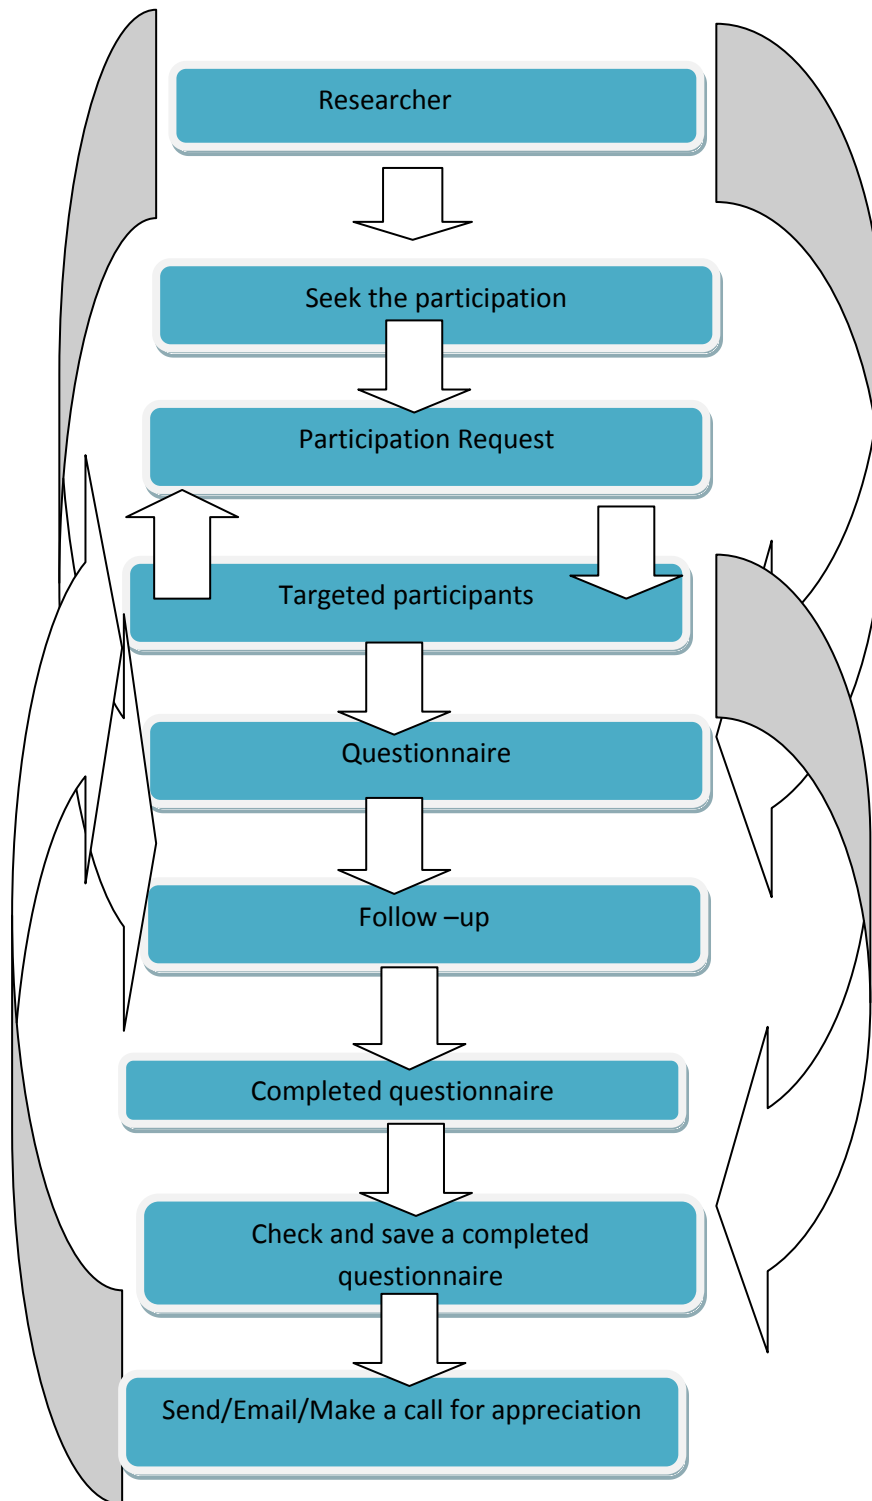 Researcher
Seek the participation
Participation Request
Targeted participants
Questionnaire
Follow –up
Completed questionnaire
Check and save a completed
questionnaire
Send/Email/Make a call for appreciation